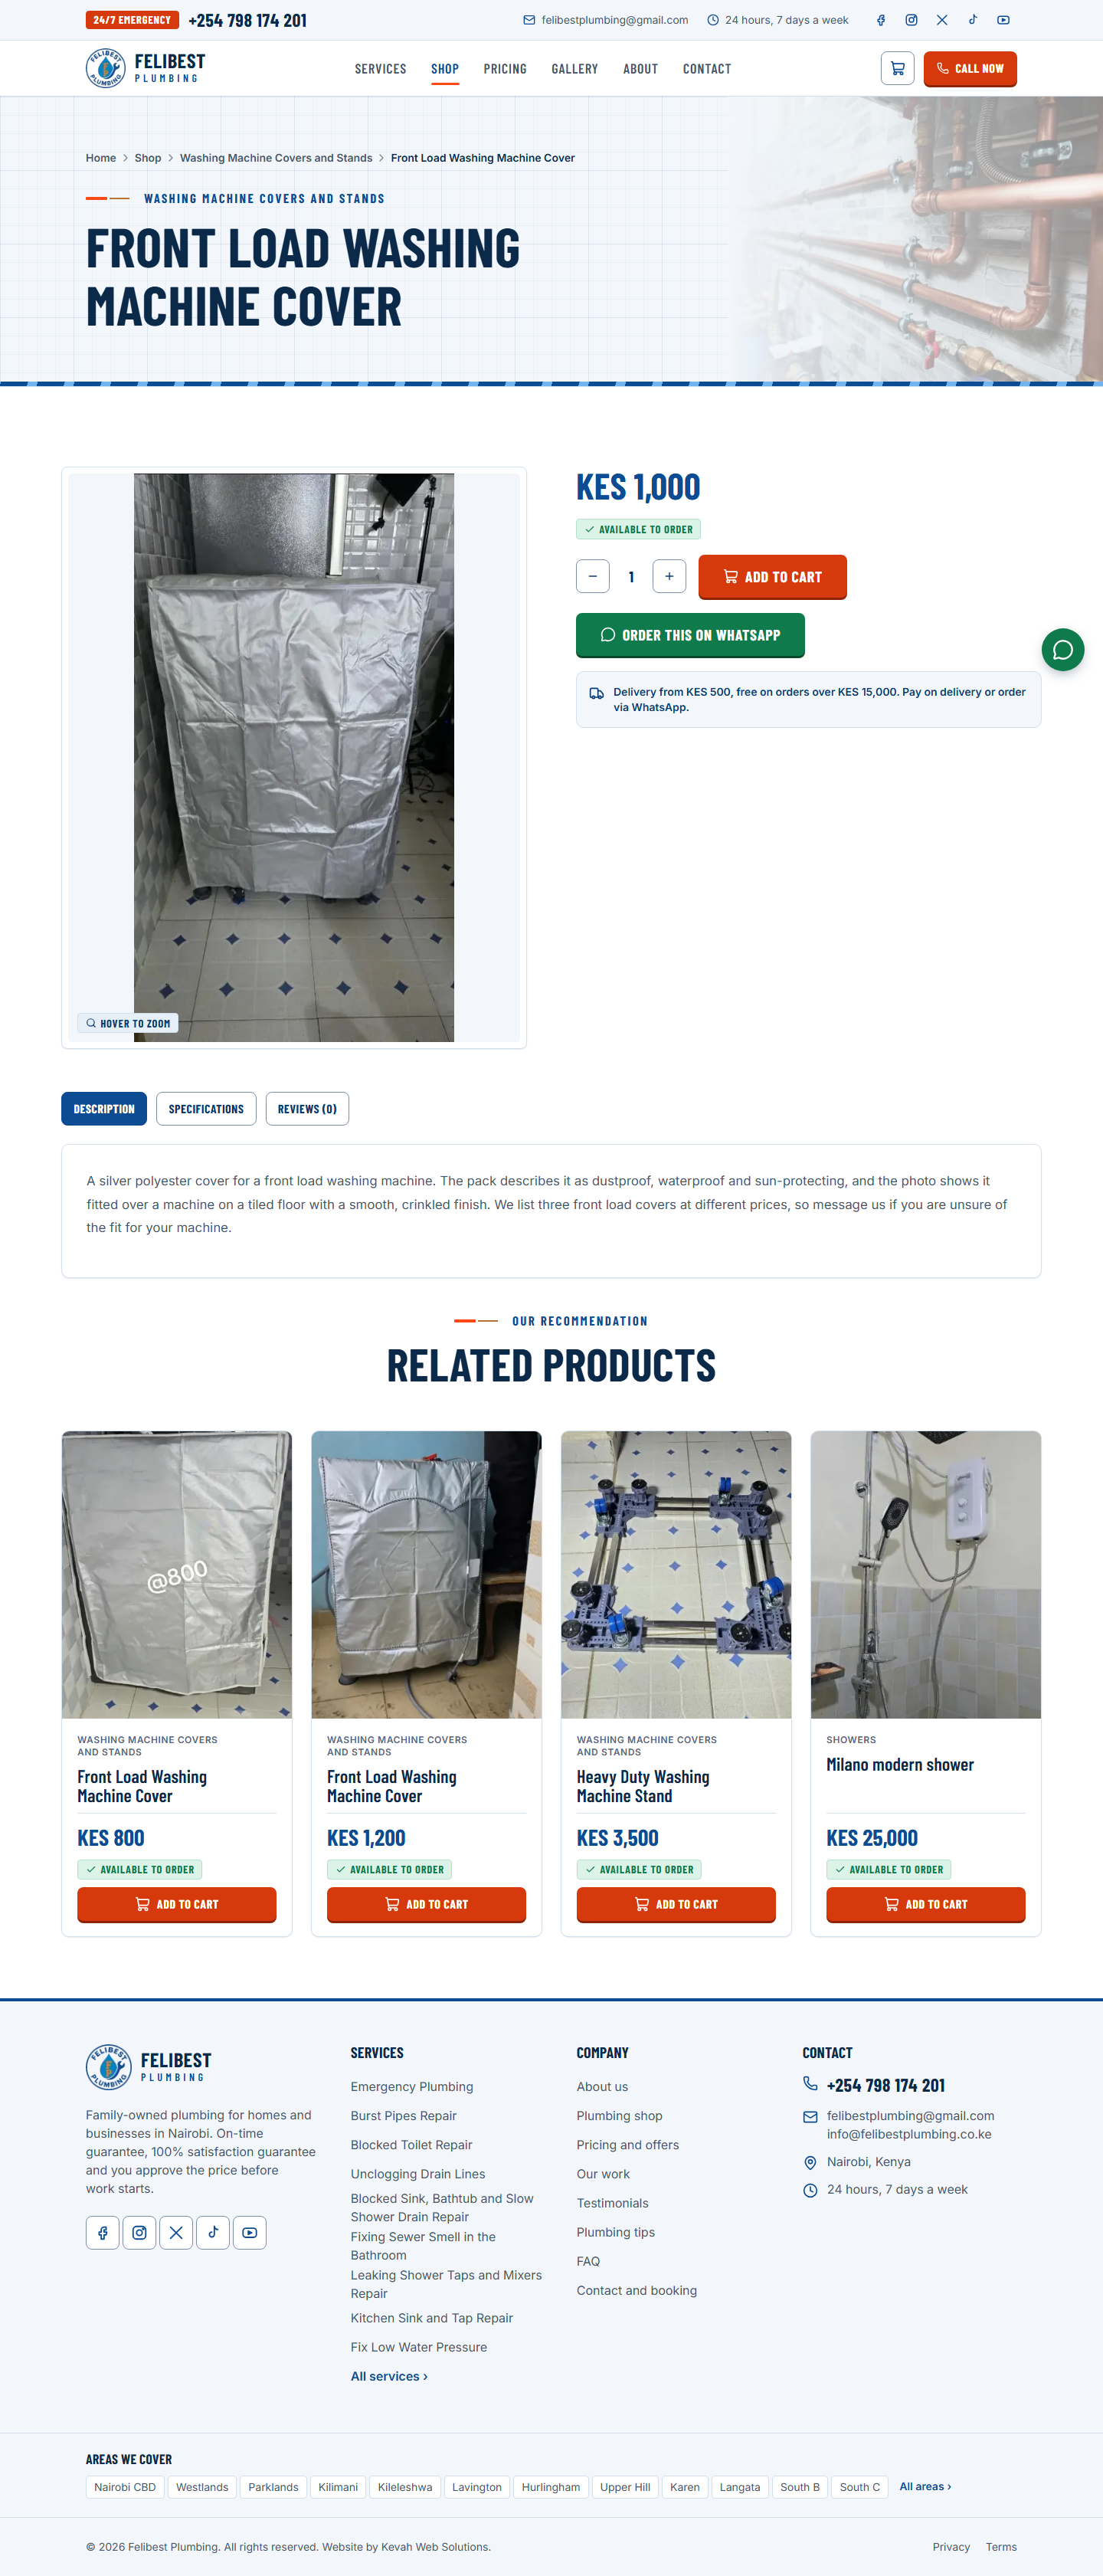 24/7 EMERGENCY +254 798 174 201 felibestplumbing@gmail.com 24 hours, 7 days a week
FELIBEST
PLUMBING
SERVICES SHOP PRICING GALLERY ABOUT CONTACT CALL NOW
Home > Shop > Washing Machine Covers and Stands > Front Load Washing Machine Cover
WASHING MACHINE COVERS AND STANDS
FRONT LOAD WASHING
MACHINE COVER
KES 1,000
AVAILABLE TO ORDER
− 1 + ADD TO CART
ORDER THIS ON WHATSAPP
Delivery from KES 500, free on orders over KES 15,000. Pay on delivery or order
via WhatsApp.
HOVER TO ZOOM
DESCRIPTION SPECIFICATIONS REVIEWS (0)
A silver polyester cover for a front load washing machine. The pack describes it as dustproof, waterproof and sun-protecting, and the photo shows it
fitted over a machine on a tiled floor with a smooth, crinkled finish. We list three front load covers at different prices, so message us if you are unsure of
the fit for your machine.
OUR RECOMMENDATION
RELATED PRODUCTS
@800
WASHING MACHINE COVERS
AND STANDS
Front Load Washing
Machine Cover
KES 800
AVAILABLE TO ORDER
ADD TO CART
WASHING MACHINE COVERS
AND STANDS
Front Load Washing
Machine Cover
KES 1,200
AVAILABLE TO ORDER
ADD TO CART
WASHING MACHINE COVERS
AND STANDS
Heavy Duty Washing
Machine Stand
KES 3,500
AVAILABLE TO ORDER
ADD TO CART
SHOWERS
Milano modern shower
KES 25,000
AVAILABLE TO ORDER
ADD TO CART
FELIBEST
PLUMBING
Family-owned plumbing for homes and
businesses in Nairobi. On-time
guarantee, 100% satisfaction guarantee
and you approve the price before
work starts.
SERVICES
Emergency Plumbing
Burst Pipes Repair
Blocked Toilet Repair
Unclogging Drain Lines
Blocked Sink, Bathtub and Slow
Shower Drain Repair
Fixing Sewer Smell in the
Bathroom
Leaking Shower Taps and Mixers
Repair
Kitchen Sink and Tap Repair
Fix Low Water Pressure
All services ›
COMPANY
About us
Plumbing shop
Pricing and offers
Our work
Testimonials
Plumbing tips
FAQ
Contact and booking
CONTACT
+254 798 174 201
felibestplumbing@gmail.com
info@felibestplumbing.co.ke
Nairobi, Kenya
24 hours, 7 days a week
AREAS WE COVER
Nairobi CBD Westlands Parklands Kilimani Kileleshwa Lavington Hurlingham Upper Hill Karen Langata South B South C All areas ›
© 2026 Felibest Plumbing. All rights reserved. Website by Kevah Web Solutions. Privacy Terms